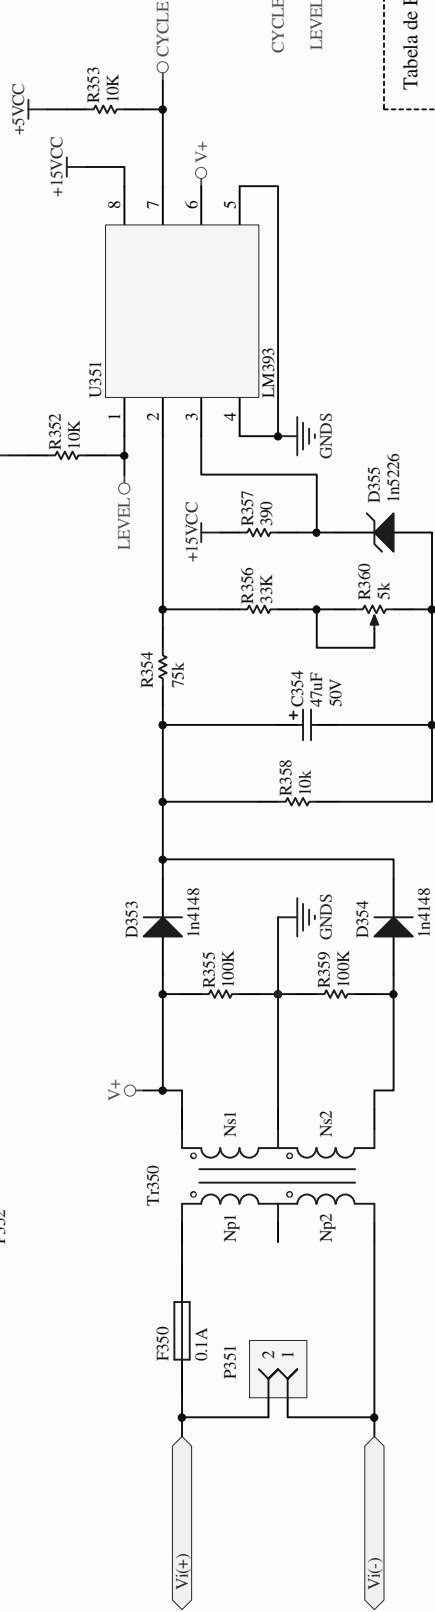 Vi(+)
Vi(-)
F350
0.1A
P351
2
1
Tr350
Np1
Np2
Ns1
Ns2
V+
R355
100K
R359
100K
GNDS
D353
1n4148
D354
1n4148
R358
10k
C354
47uF
50V
+
R354
75k
R356
33K
R360
5k
+15VCC
R357
390
D355
1n5226
LEVEL
R352
10K
GNDS
1
2
3
4
U351
LM393
8
7
6
5
+15VCC
V+
+5VCC
R353
10K
CYCLE
CYCLE
LEVEL